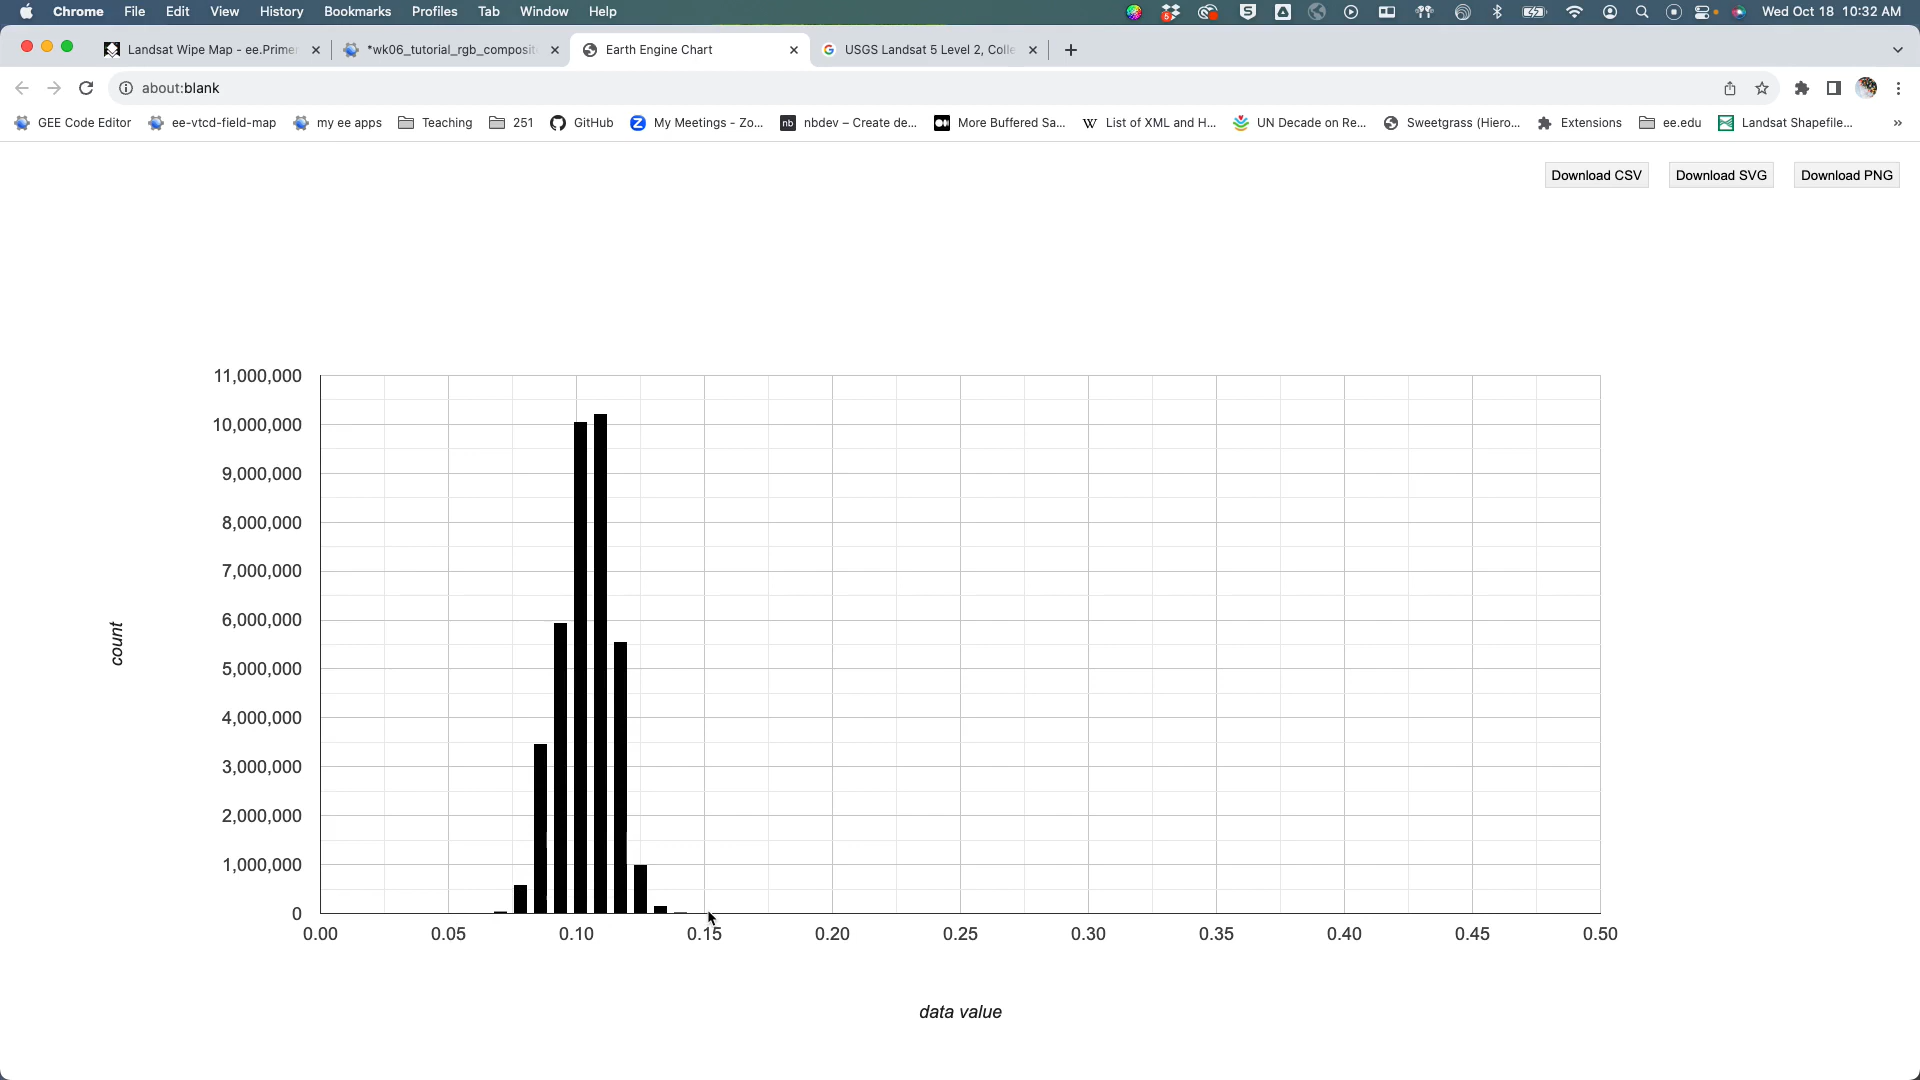 Chrome File Edit View History Bookmarks Profiles Tab Window Help
5 Wed Oct 18 10:32 AM
Landsat Wipe Map - ee.Primer
*wk06_tutorial_rgb_composit
Earth Engine Chart
USGS Landsat 5 Level 2, Colle
about:blank
GEE Code Editor ee-vtcd-field-map my ee apps Teaching 251 GitHub My Meetings - Zo... nbdev – Create de... More Buffered Sa... List of XML and H... UN Decade on Re... Sweetgrass (Hiero... Extensions ee.edu Landsat Shapefile... »
Download CSV Download SVG Download PNG
11,000,000
10,000,000
9,000,000
8,000,000
7,000,000
6,000,000
5,000,000
4,000,000
3,000,000
2,000,000
1,000,000
0
count
0.00 0.05 0.10 0.15 0.20 0.25 0.30 0.35 0.40 0.45 0.50
data value